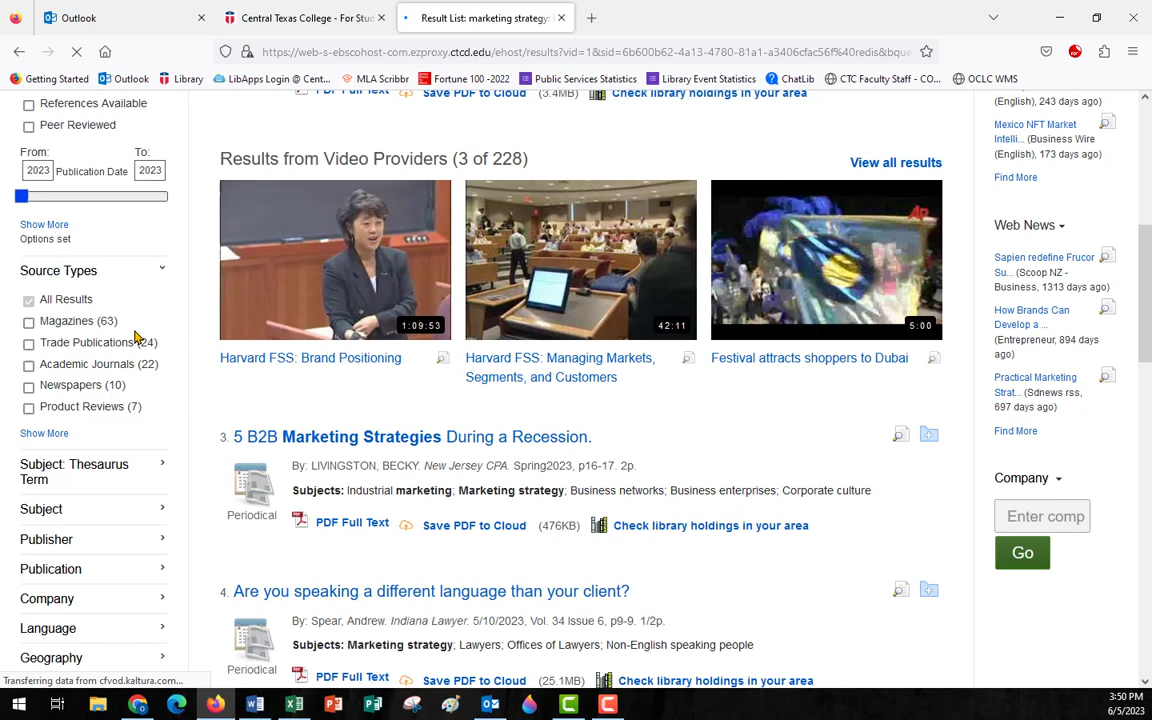 Outlook
Central Texas College - For Stud
Result List: marketing strategy:
https://web-s-ebscohost-com.ezproxy.ctcd.edu/ehost/results?vid=1&sid=6b600b62-4a13-4780-81a1-a3406cfac56f%40redis&bque
Getting Started
Outlook
Library
LibApps Login @ Cent...
MLA Scribbr
Fortune 100 -2022
Public Services Statistics
Library Event Statistics
ChatLib
CTC Faculty Staff - CO...
OCLC WMS
References Available
Peer Reviewed
From:
To:
2023
Publication Date
2023
Show More
Options set
Source Types
All Results
Magazines (63)
Trade Publications (24)
Academic Journals (22)
Newspapers (10)
Product Reviews (7)
Show More
Subject: Thesaurus
Term
Subject
Publisher
Publication
Company
Language
Geography
Transferring data from cfvod.kaltura.com...
PDF Full Text
Save PDF to Cloud
(3.4MB)
Check library holdings in your area
Results from Video Providers (3 of 228)
View all results
1:09:53
42:11
AP
5:00
Harvard FSS: Brand Positioning
Harvard FSS: Managing Markets,
Segments, and Customers
Festival attracts shoppers to Dubai
3. 5 B2B Marketing Strategies During a Recession.
By: LIVINGSTON, BECKY. New Jersey CPA. Spring2023, p16-17. 2p.
Subjects: Industrial marketing; Marketing strategy; Business networks; Business enterprises; Corporate culture
Periodical
PDF Full Text
Save PDF to Cloud
(476KB)
Check library holdings in your area
4. Are you speaking a different language than your client?
By: Spear, Andrew. Indiana Lawyer. 5/10/2023, Vol. 34 Issue 6, p9-9. 1/2p.
Subjects: Marketing strategy; Lawyers; Offices of Lawyers; Non-English speaking people
Periodical
PDF Full Text
Save PDF to Cloud
(25.1MB)
Check library holdings in your area
(English), 243 days ago)
Mexico NFT Market
Intelli... (Business Wire
(English), 173 days ago)
Find More
Web News
Sapien redefine Frucor
Su... (Scoop NZ -
Business, 1313 days ago)
How Brands Can
Develop a ...
(Entrepreneur, 894 days
ago)
Practical Marketing
Strat... (Sdnews rss,
697 days ago)
Find More
Company
Enter comp
Go
3:50 PM
6/5/2023